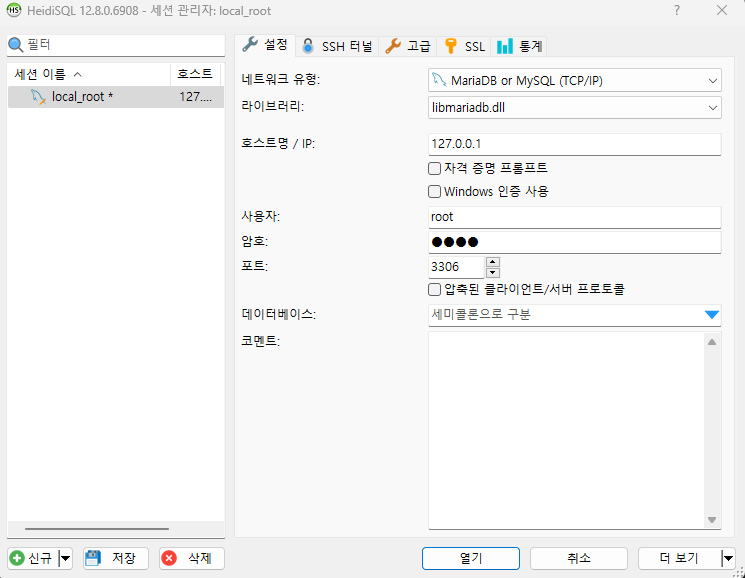 HeidiSQL 12.8.0.6908 - 세션 관리자: local_root
필터
설정 SSH 터널 고급 SSL 통계
세션 이름 호스트
local_root * 127....
네트워크 유형: MariaDB or MySQL (TCP/IP)
라이브러리: libmariadb.dll
호스트명 / IP: 127.0.0.1
자격 증명 프롬프트
Windows 인증 사용
사용자: root
암호: ●●●●
포트: 3306
압축된 클라이언트/서버 프로토콜
데이터베이스: 세미콜론으로 구분
코멘트:
신규 저장 삭제 열기 취소 더 보기